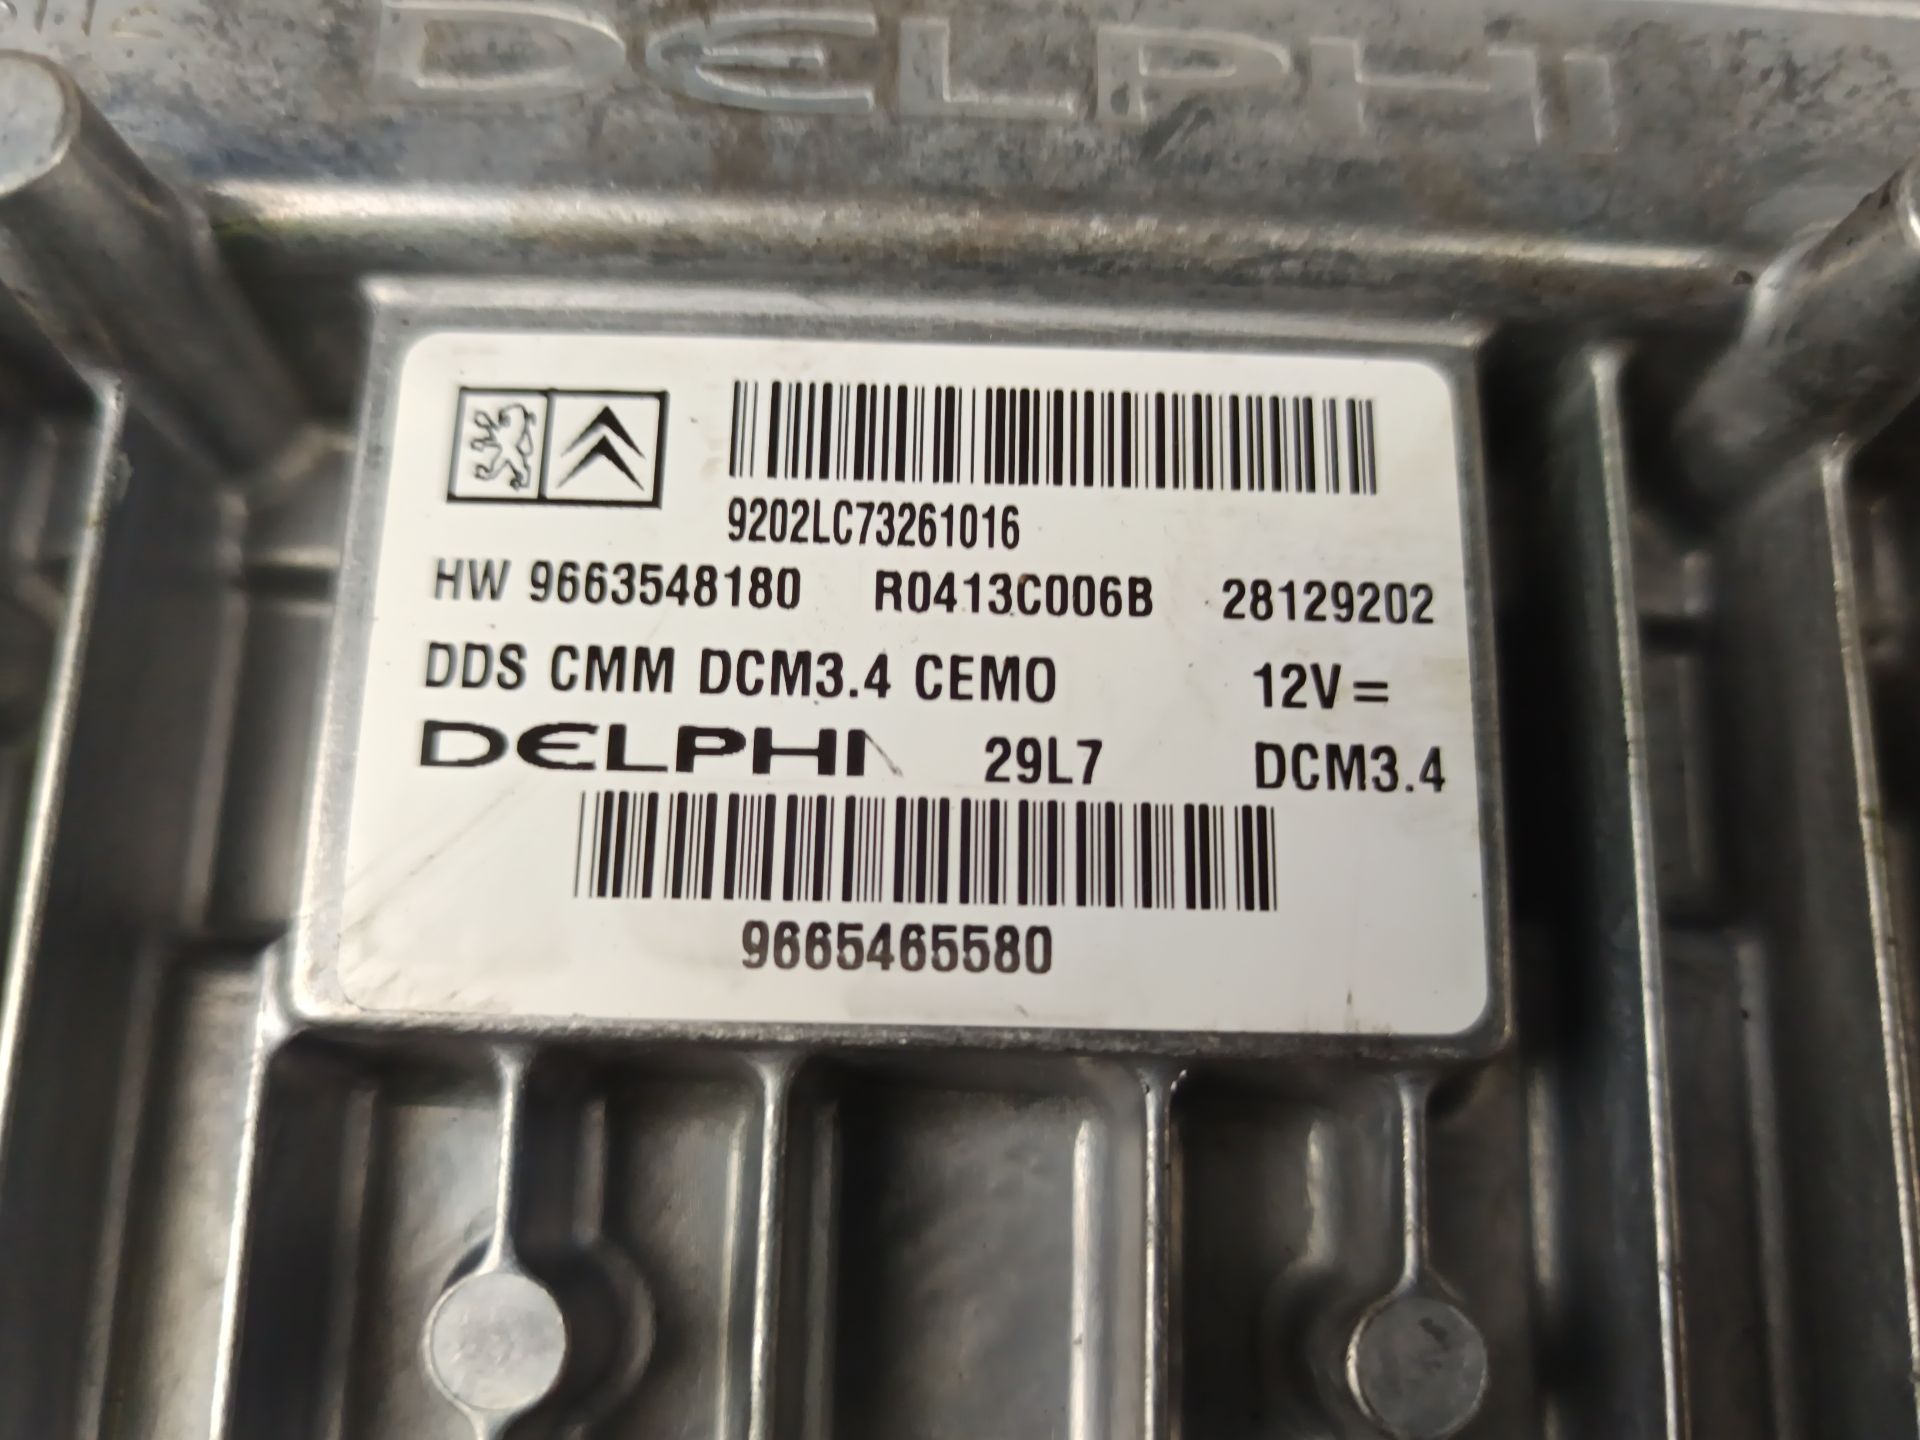 DELPHI
9202LC73261016
HW 9663548180 R0413C006B 28129202
DDS CMM DCM3.4 CEMO 12V=
DELPHI 29L7 DCM3.4
9665465580